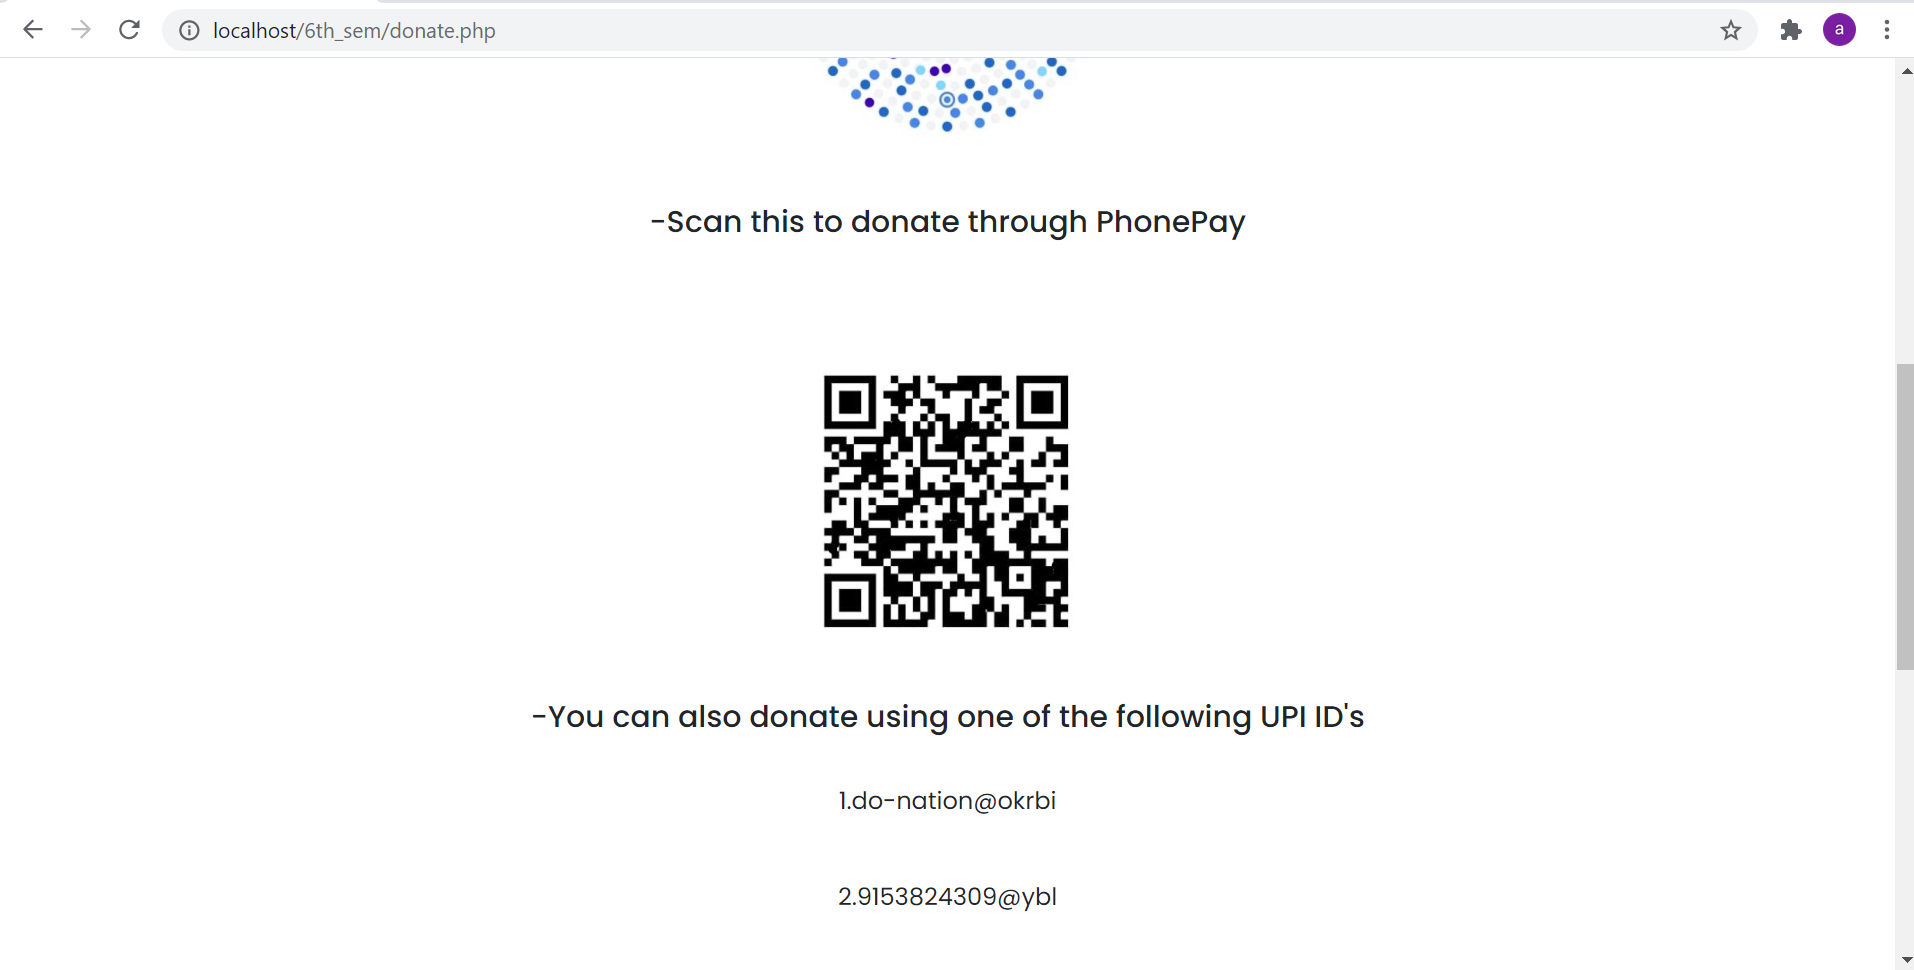 localhost/6th_sem/donate.php
a
-Scan this to donate through PhonePay
-You can also donate using one of the following UPI ID's
1.do-nation@okrbi
2.9153824309@ybl